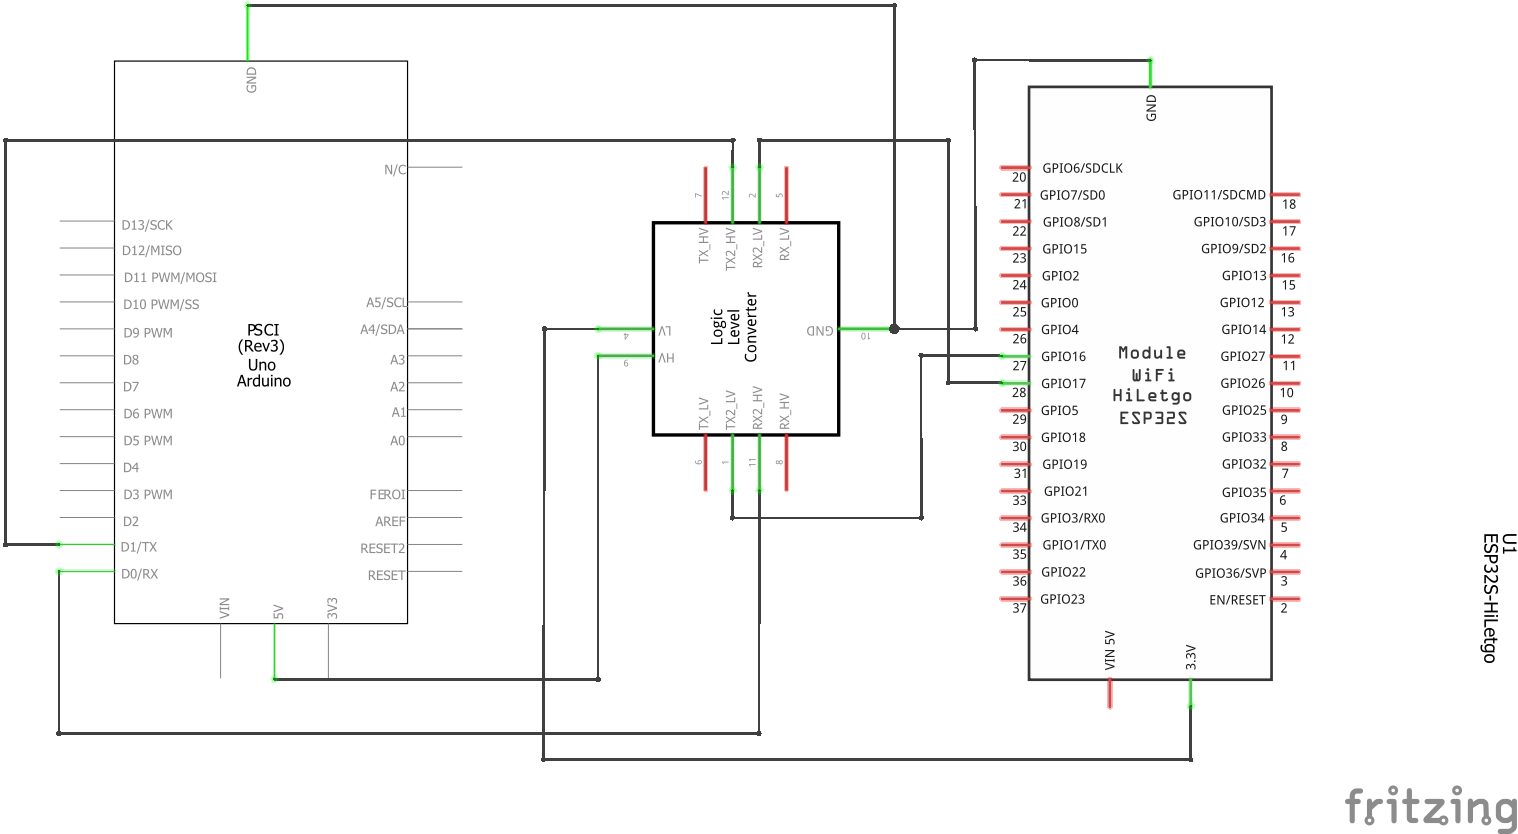 GND
N/C
D13/SCK
D12/MISO
D11 PWM/MOSI
D10 PWM/SS
D9 PWM
D8
D7
D6 PWM
D5 PWM
D4
D3 PWM
D2
D1/TX
D0/RX
PSCI
(Rev3)
Uno
Arduino
A5/SCL
A4/SDA
A3
A2
A1
A0
AREF
RESET2
RESET
VIN
5V
3V3
7
12
2
5
TX_HV
TX2_HV
RX2_LV
RX_LV
LV
4
HV
9
Logic
Level
Converter
GND
10
TX_LV
TX2_LV
RX2_HV
RX_HV
6
1
11
8
GND
GPIO6/SDCLK
20
GPIO7/SD0
21
GPIO8/SD1
22
GPIO15
23
GPIO2
24
GPIO0
25
GPIO4
26
GPIO16
27
GPIO17
28
GPIO5
29
GPIO18
30
GPIO19
31
GPIO21
33
GPIO3/RX0
34
GPIO1/TX0
35
GPIO22
36
GPIO23
37
Module
WiFi
HiLetgo
ESP32S
GPIO11/SDCMD
18
GPIO10/SD3
17
GPIO9/SD2
16
GPIO13
15
GPIO12
13
GPIO14
12
GPIO27
11
GPIO26
10
GPIO25
9
GPIO33
8
GPIO32
7
GPIO35
6
GPIO34
5
GPIO39/SVN
4
GPIO36/SVP
3
EN/RESET
2
VIN 5V
3.3V
U1
ESP32S-HiLetgo
fritzing